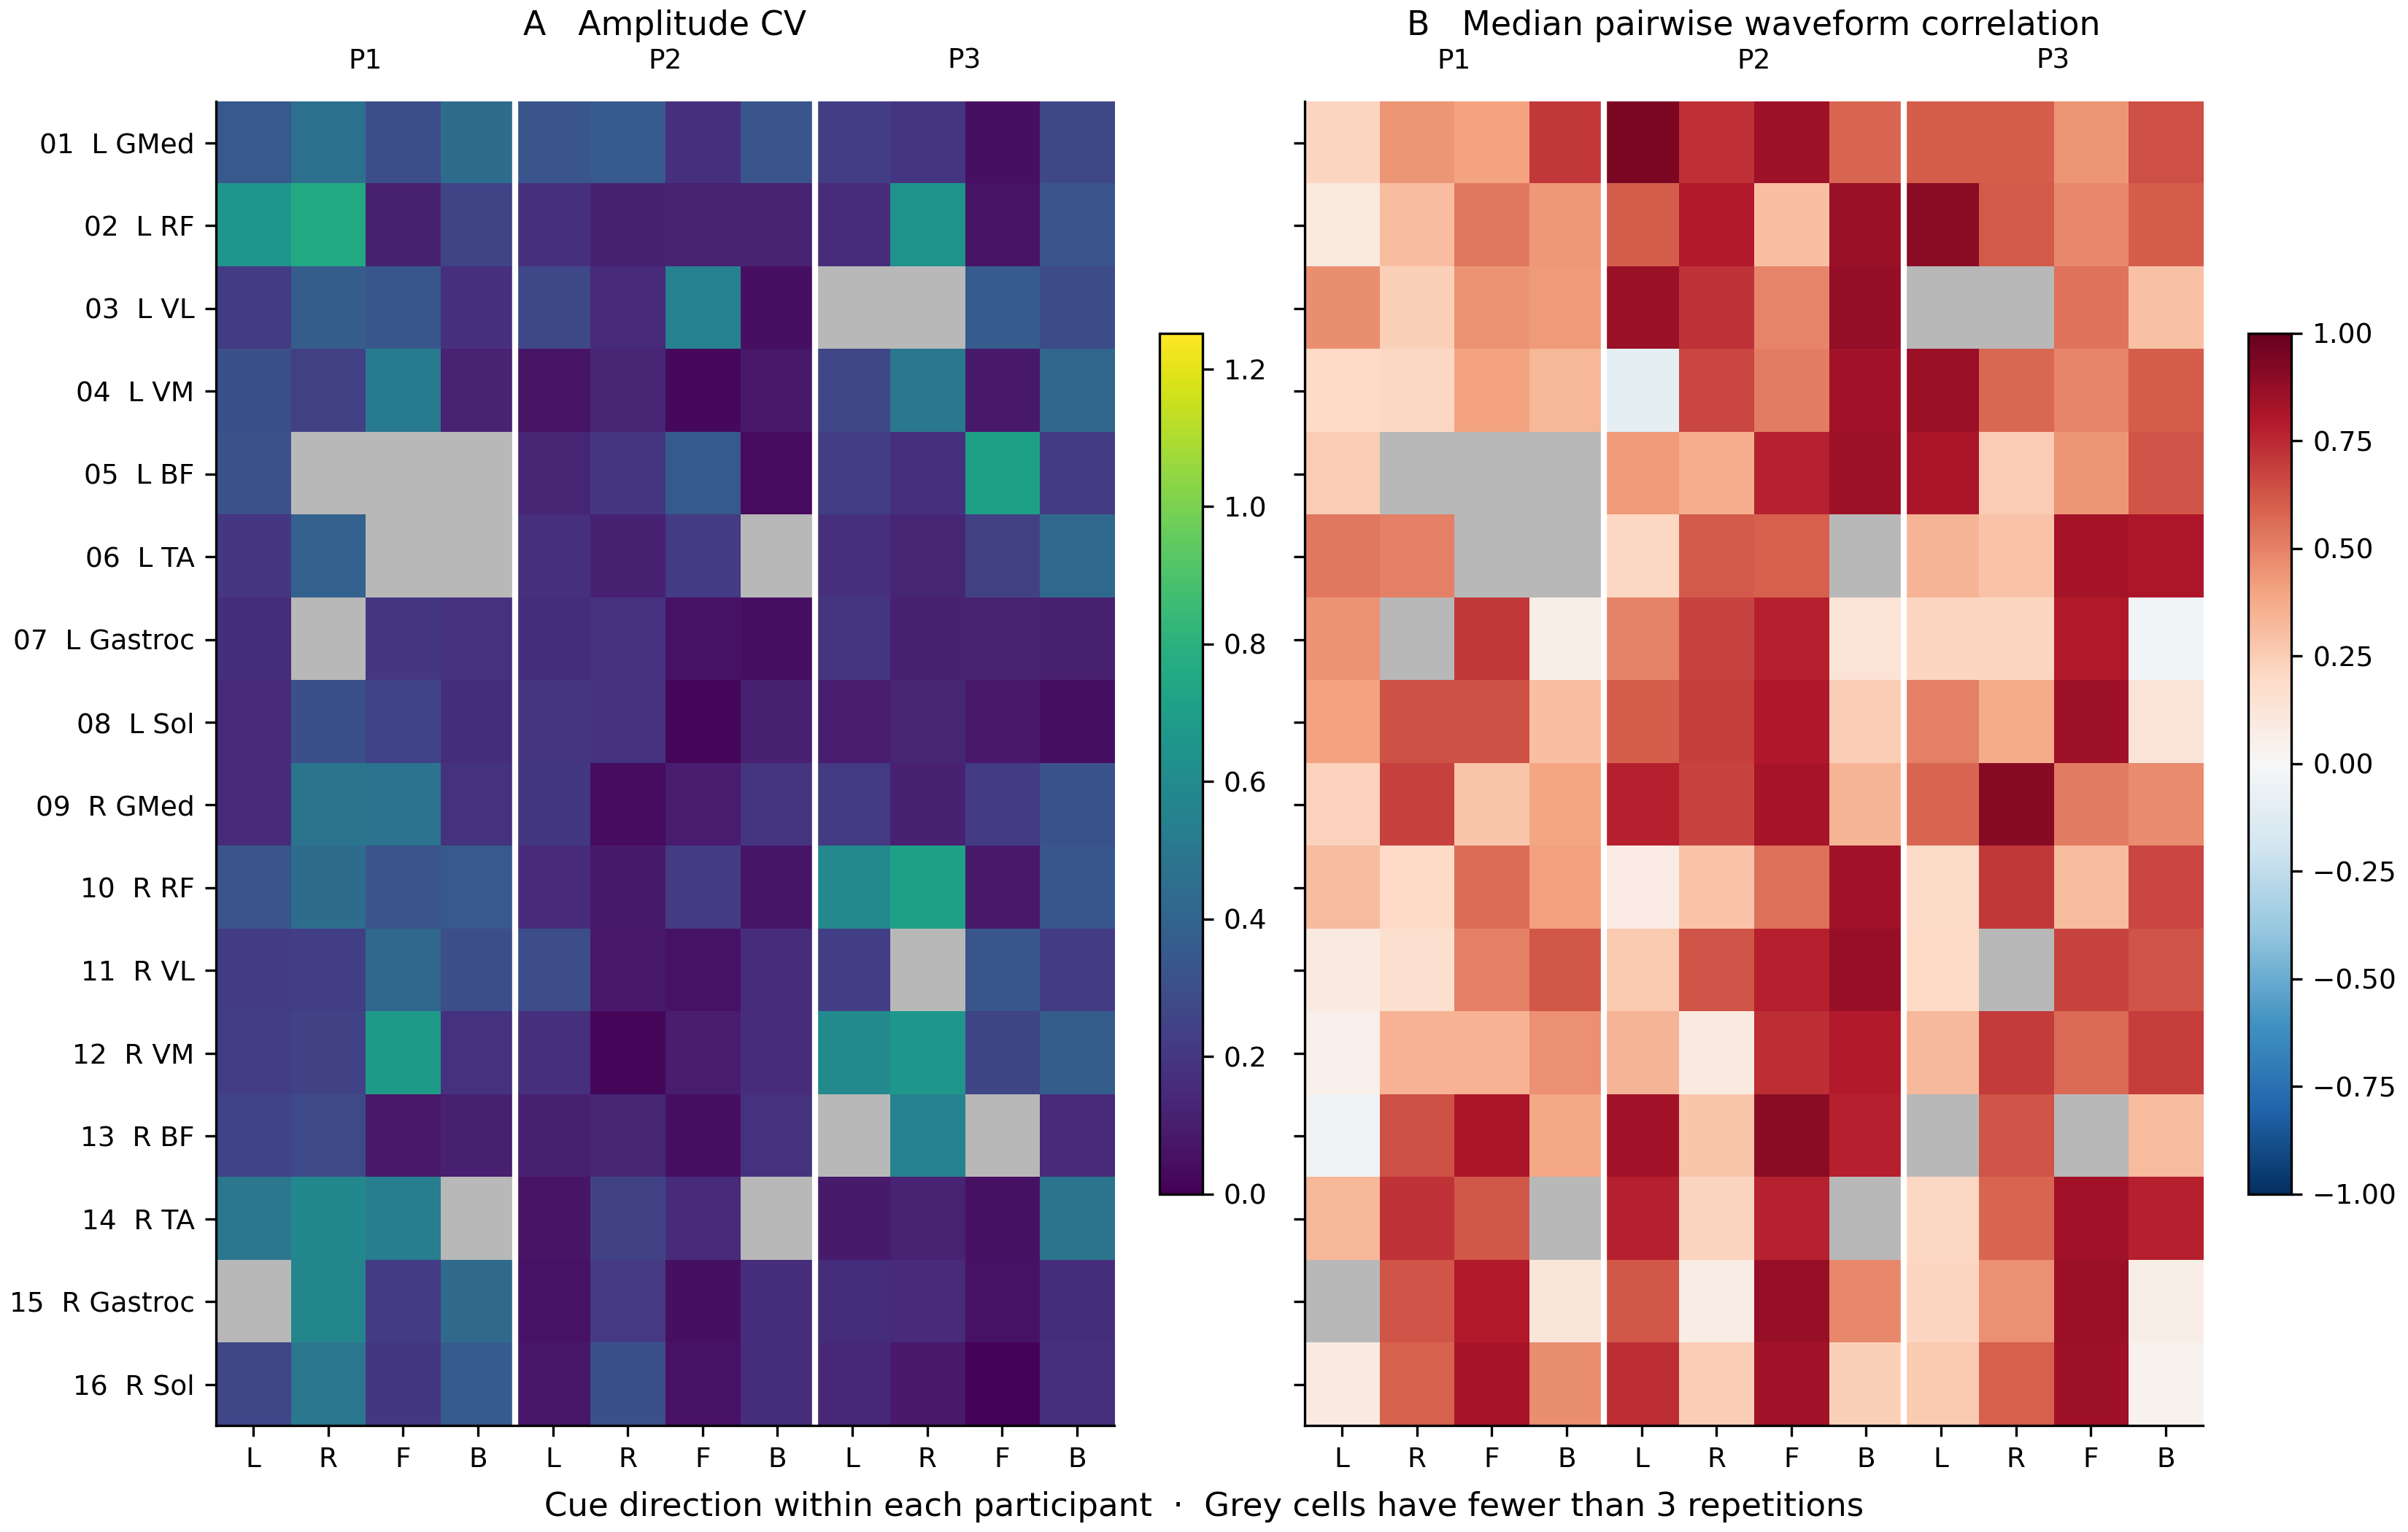 A   Amplitude CV
P1 P2 P3
01  L GMed
02  L RF
03  L VL
04  L VM
05  L BF
06  L TA
07  L Gastroc
08  L Sol
09  R GMed
10  R RF
11  R VL
12  R VM
13  R BF
14  R TA
15  R Gastroc
16  R Sol
L R F B L R F B L R F B
1.2
1.0
0.8
0.6
0.4
0.2
0.0
B   Median pairwise waveform correlation
P1 P2 P3
L R F B L R F B L R F B
1.00
0.75
0.50
0.25
0.00
−0.25
−0.50
−0.75
−1.00
Cue direction within each participant  ·  Grey cells have fewer than 3 repetitions